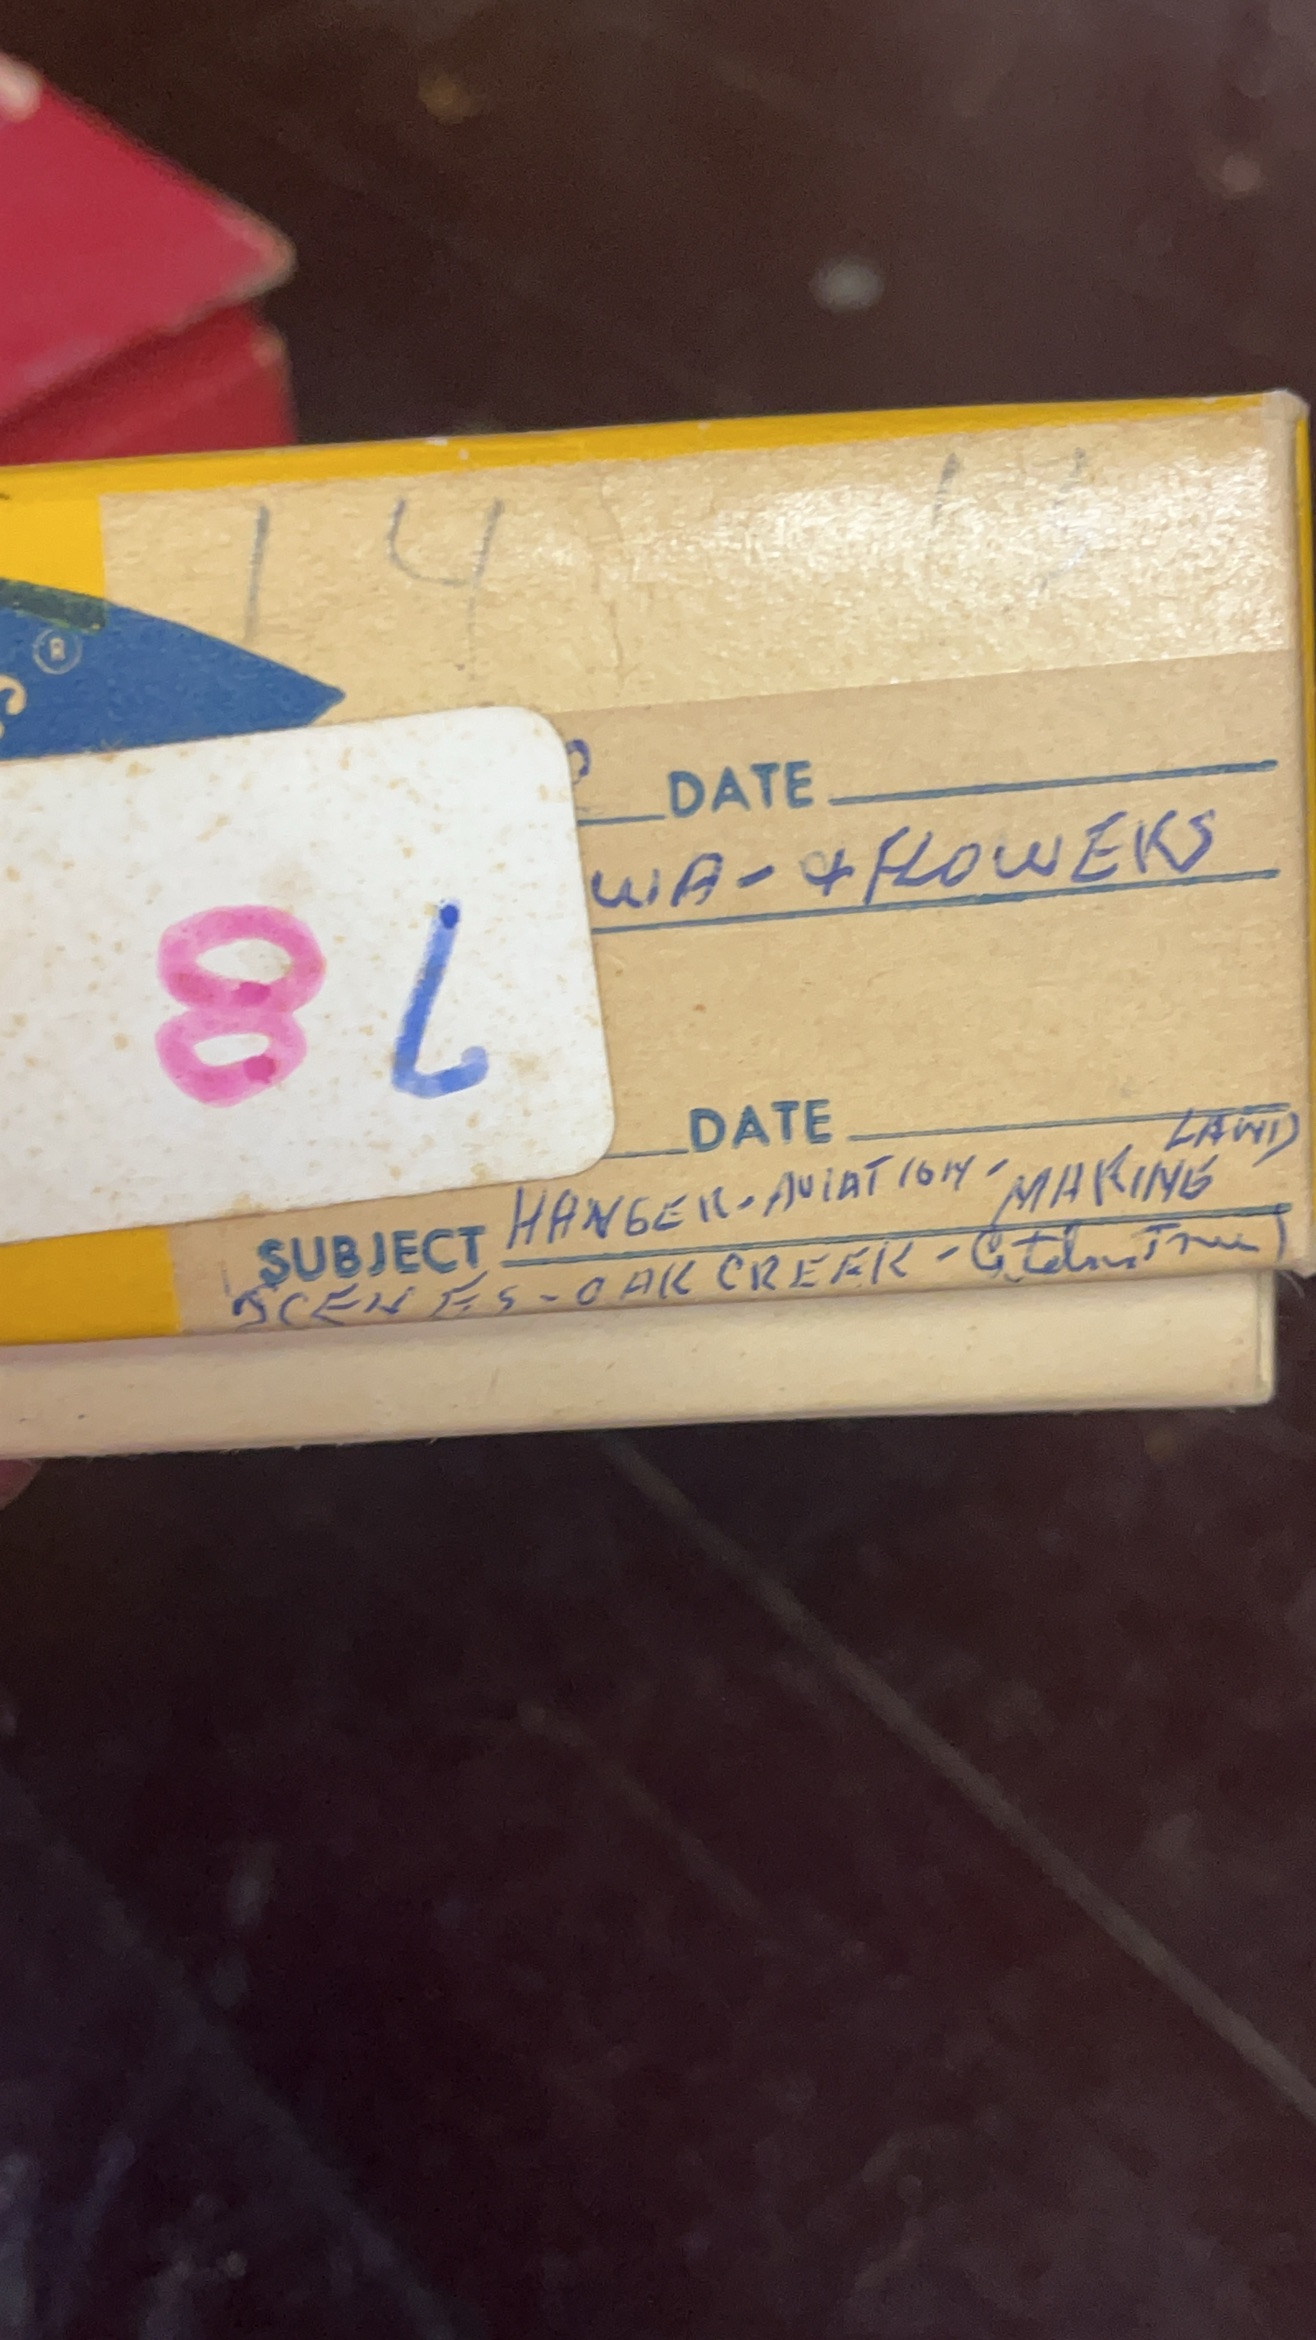 14
®
DATE
WA - + FLOWERS
78
DATE
LAND
SUBJECT HANGER - AVIATION - MAKING
SCENES - OAK CREEK -